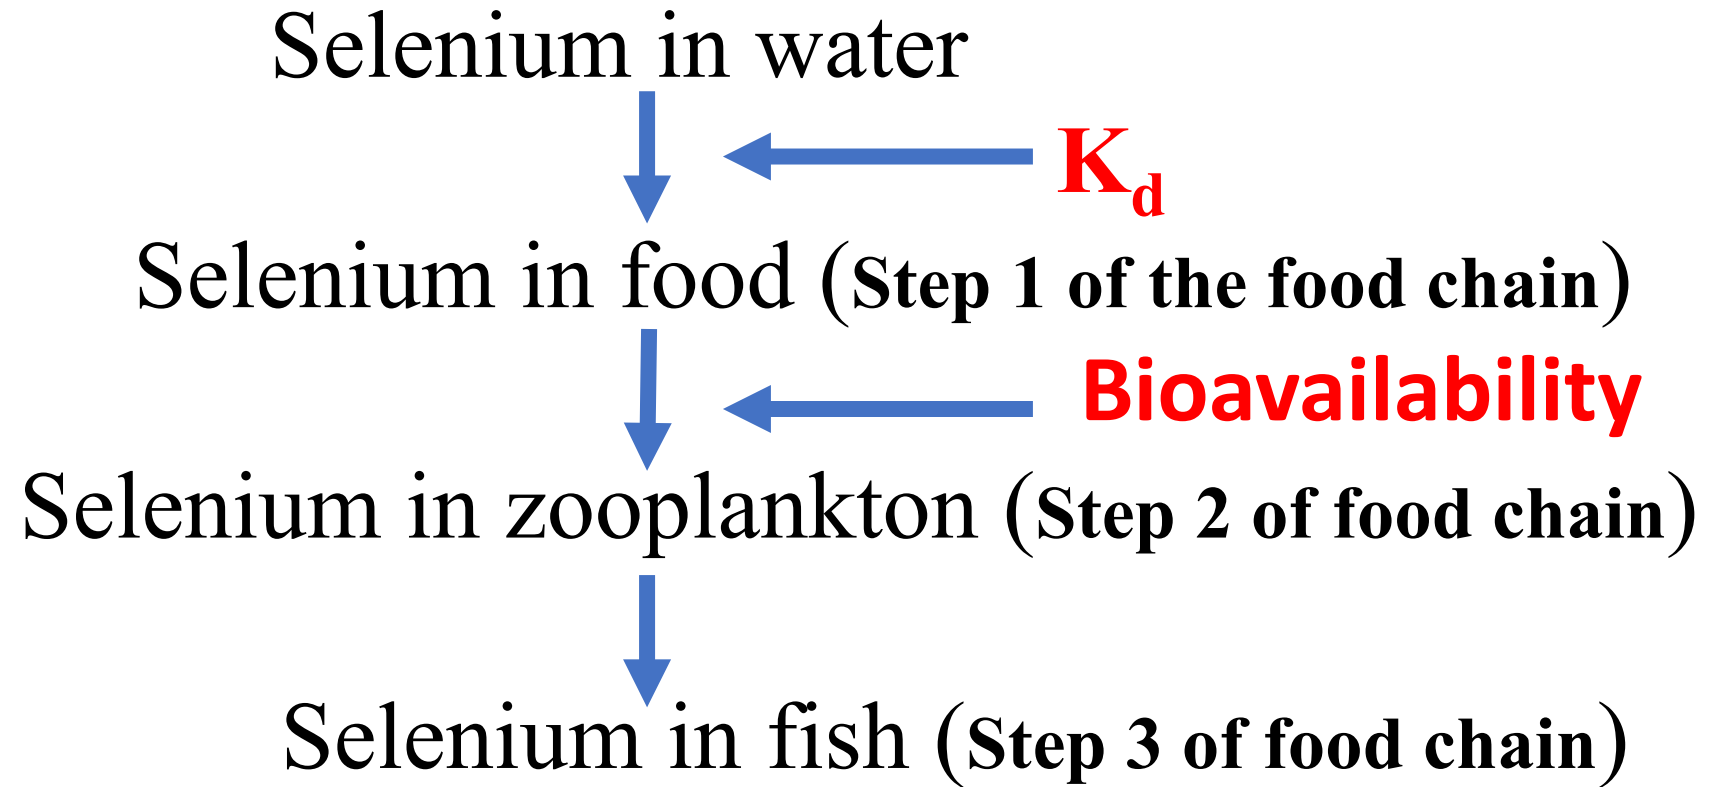 Selenium in water
Kd
Selenium in food (Step 1 of the food chain)
Bioavailability
Selenium in zooplankton (Step 2 of food chain)
Selenium in fish (Step 3 of food chain)